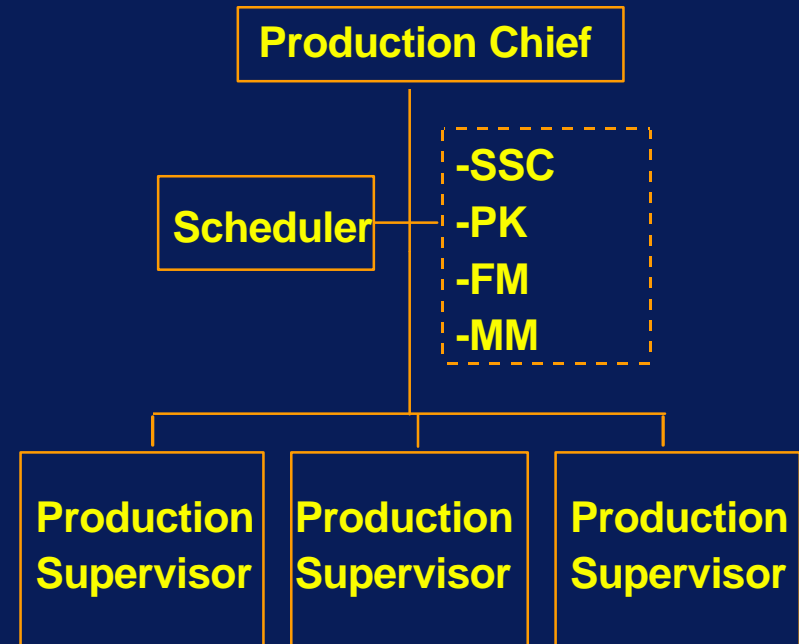 Production Chief
-SSC
Scheduler
-PK
-FM
-MM
Production
Supervisor
Production
Supervisor
Production
Supervisor